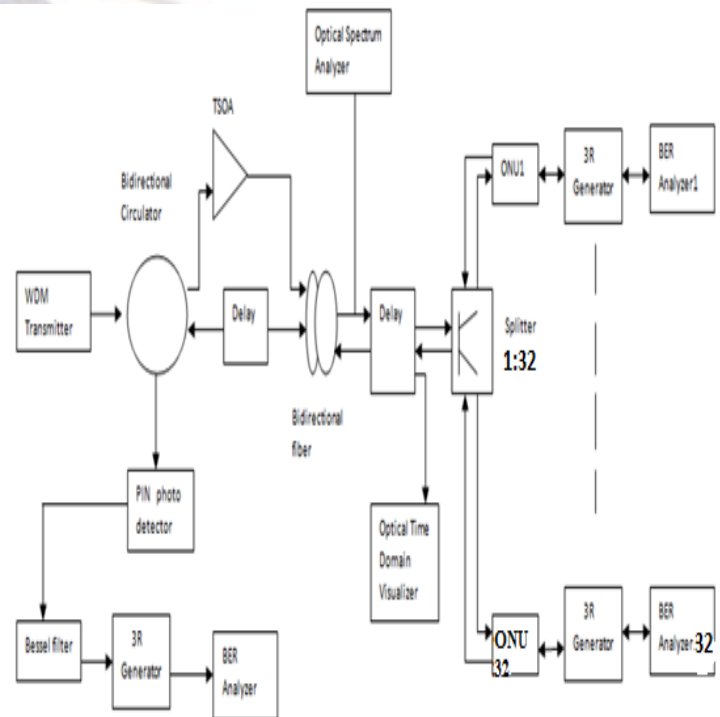 Optical Spectrum
Analyzer
TSOA
Bidirectional
Circulator
ONU1
3R
Generator
BER
Analyzer1
WDM
Transmitter
Delay
Delay
Splitter
1:32
Bidirectional
fiber
PIN photo
detector
Optical Time
Domain
Visualizer
Bessel filter
3R
Generator
BER
Analyzer
ONU
32
3R
Generator
BER
Analyzer 32